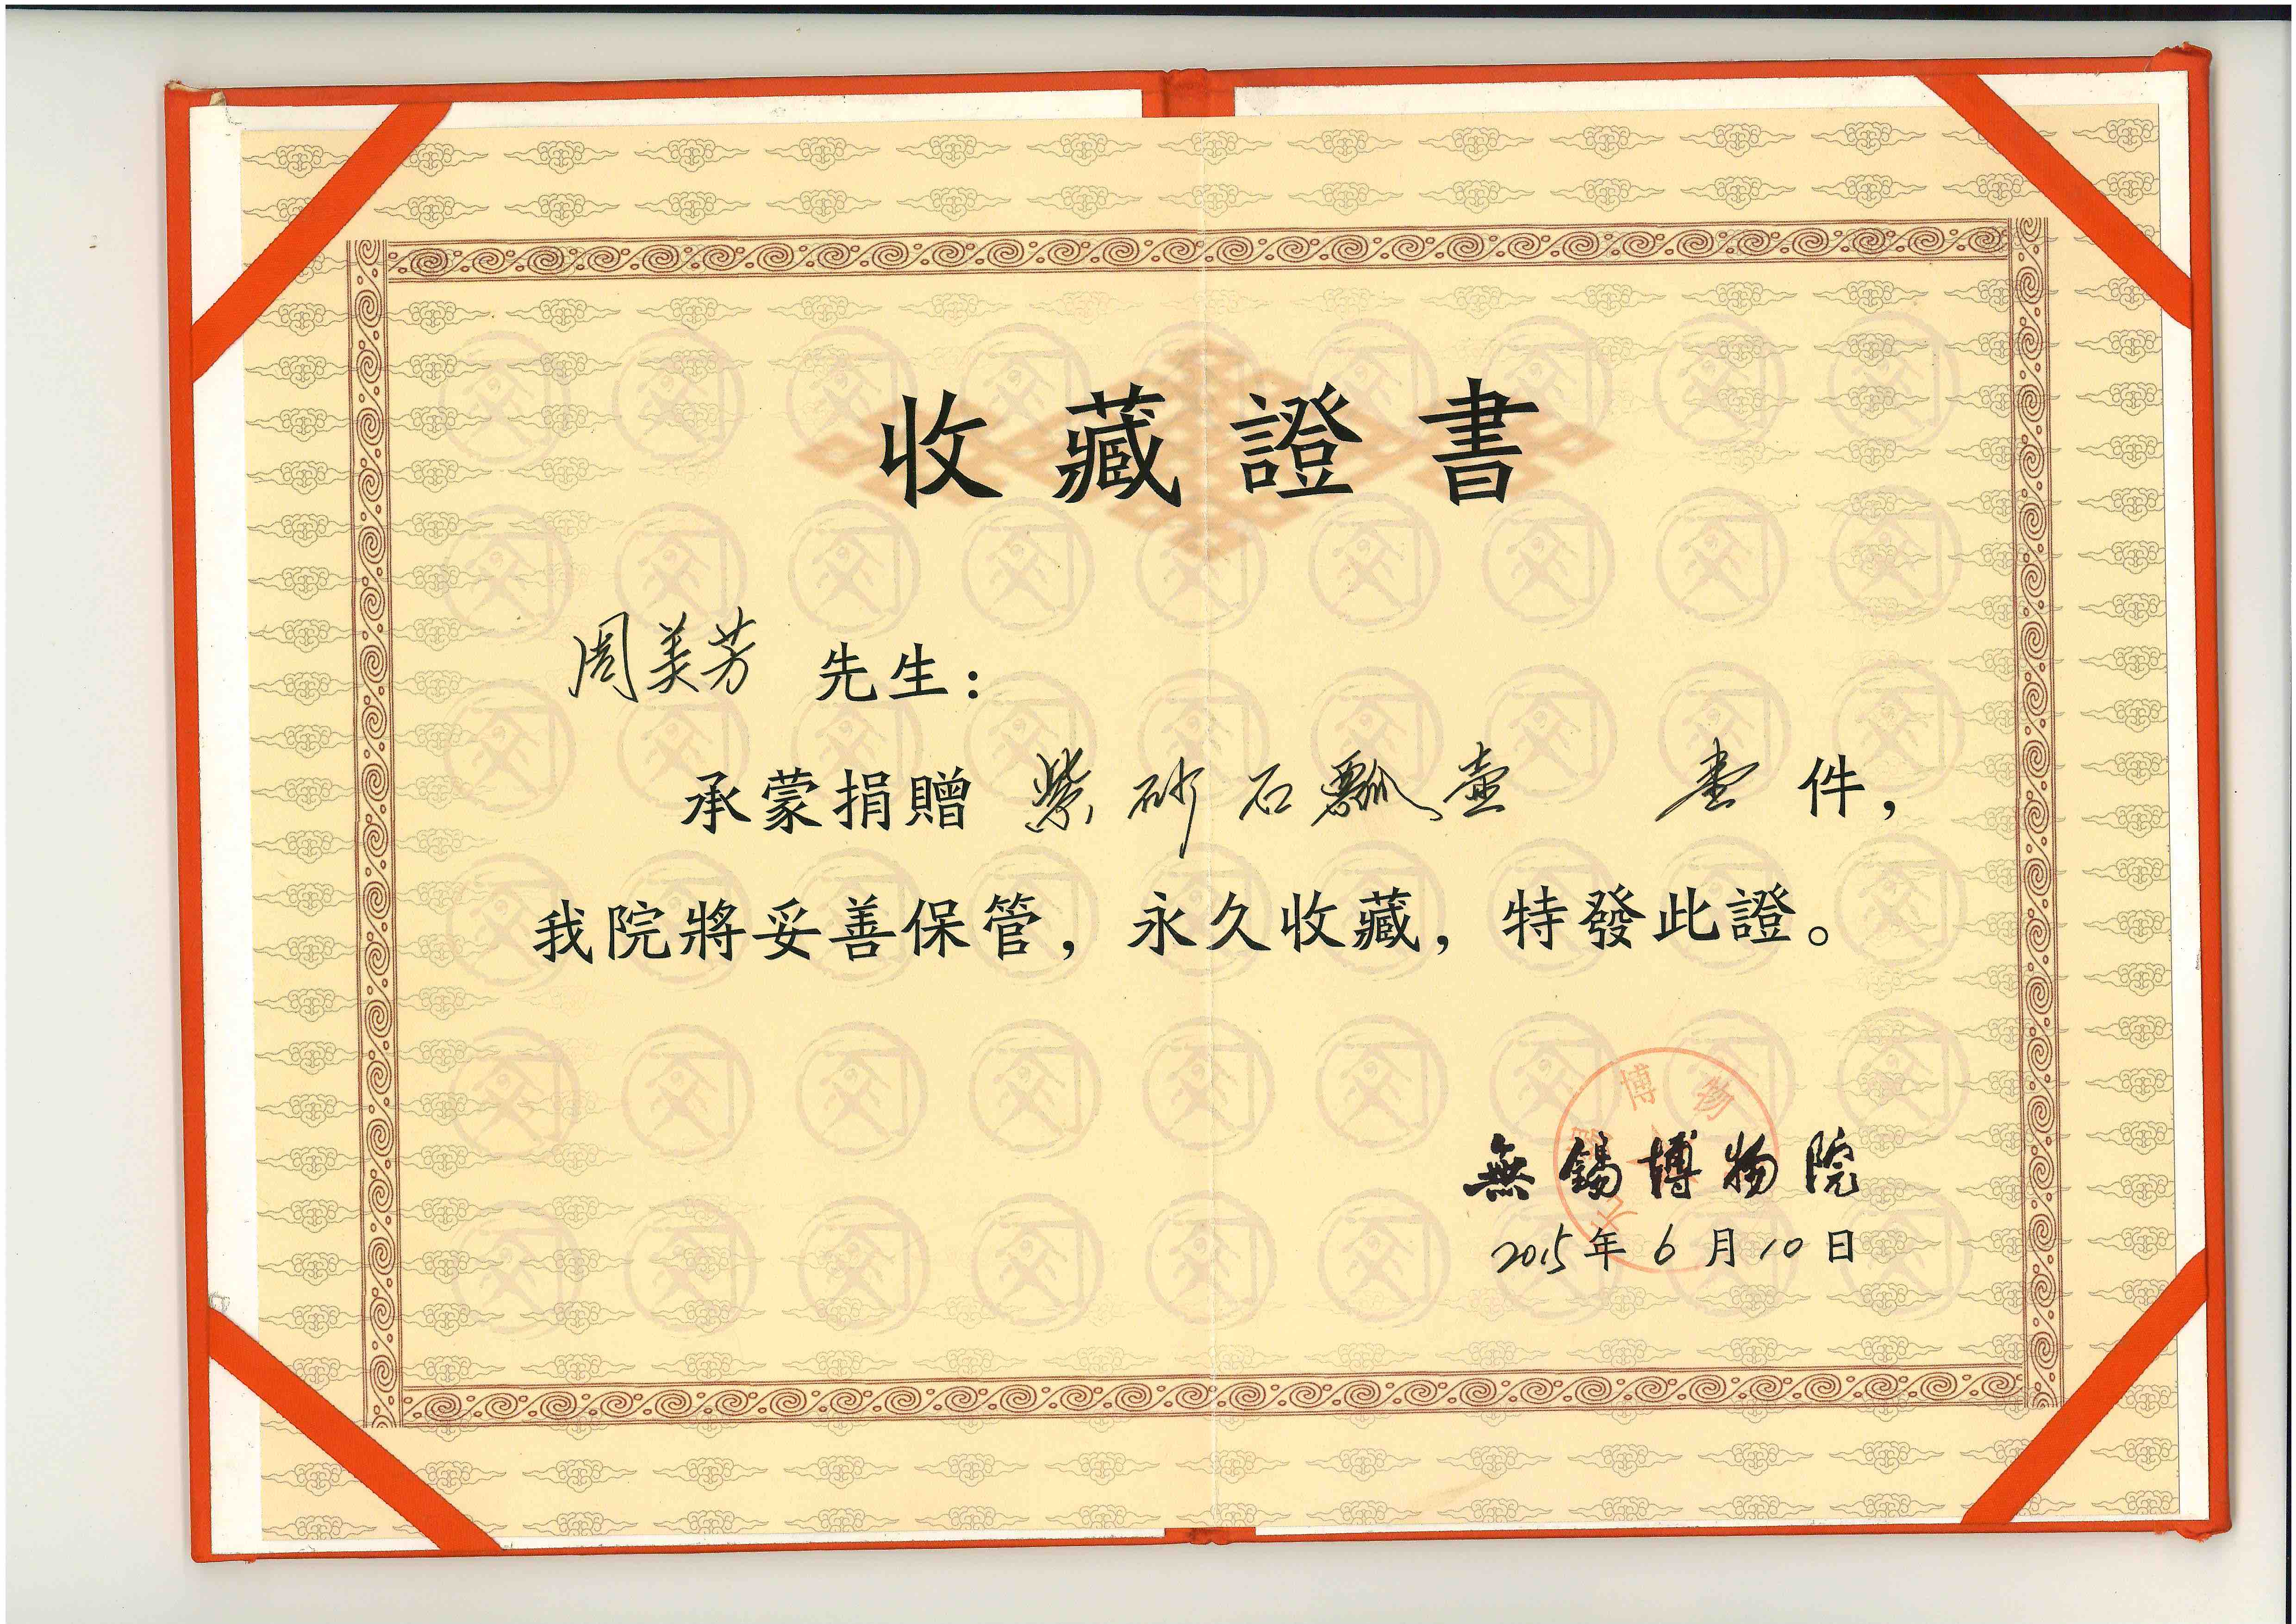 收藏證書
周美芳 先生：
承蒙捐贈 紫砂石瓢壺 壹 件，
我院將妥善保管，永久收藏，特發此證。
博物
無錫博物院
2015年6月10日